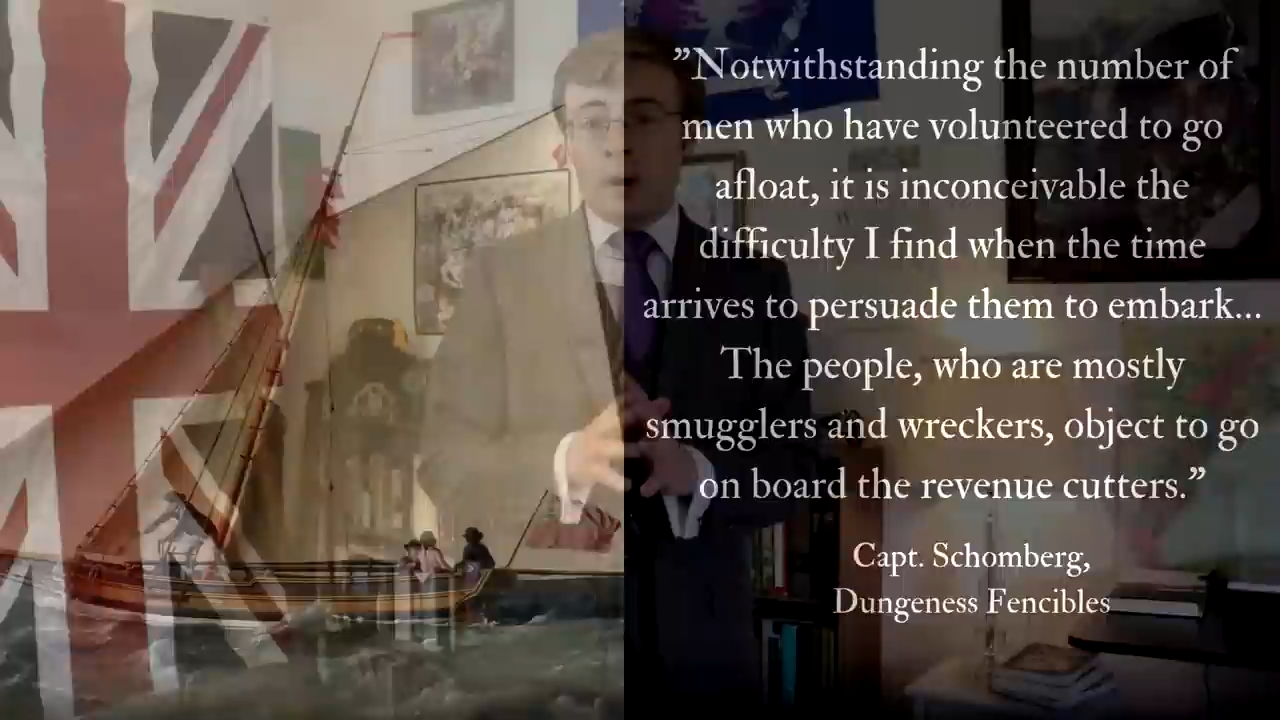 ”Notwithstanding the number of
men who have volunteered to go
afloat, it is inconceivable the
difficulty I find when the time
arrives to persuade them to embark...
The people, who are mostly
smugglers and wreckers, object to go
on board the revenue cutters.”
Capt. Schomberg,
Dungeness Fencibles